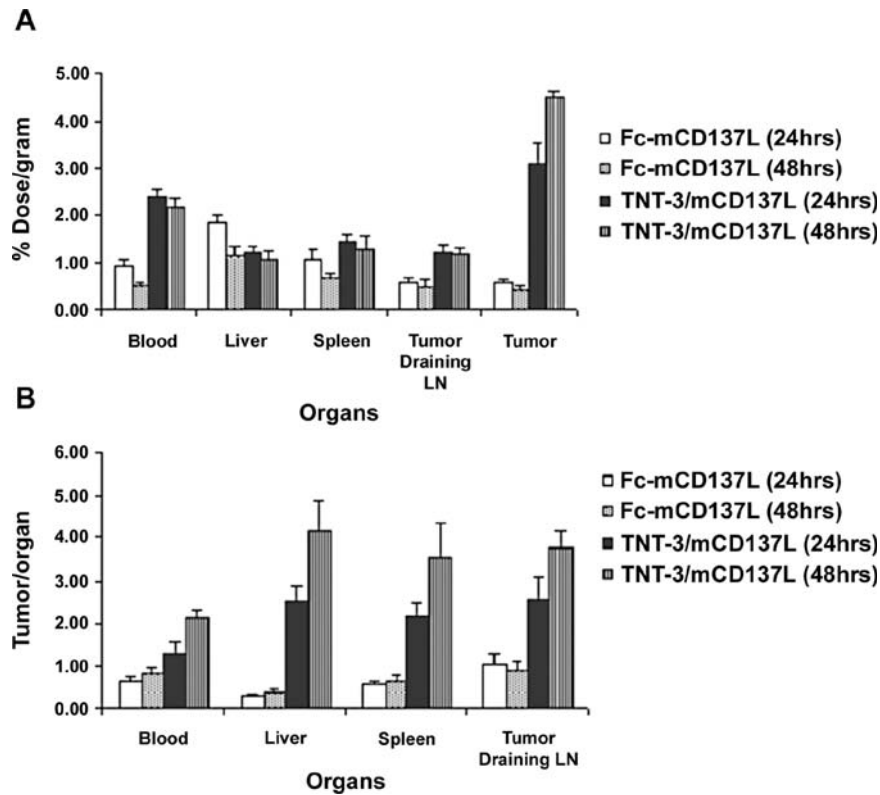 A
5.00
4.00
3.00
2.00
1.00
0.00
% Dose/gram
Blood
Liver
Spleen
Tumor
Draining
LN
Tumor
Organs
Fc-mCD137L (24hrs)
Fc-mCD137L (48hrs)
TNT-3/mCD137L (24hrs)
TNT-3/mCD137L (48hrs)
B
6.00
5.00
4.00
3.00
2.00
1.00
0.00
Tumor/organ
Blood
Liver
Spleen
Tumor
Draining LN
Organs
Fc-mCD137L (24hrs)
Fc-mCD137L (48hrs)
TNT-3/mCD137L (24hrs)
TNT-3/mCD137L (48hrs)